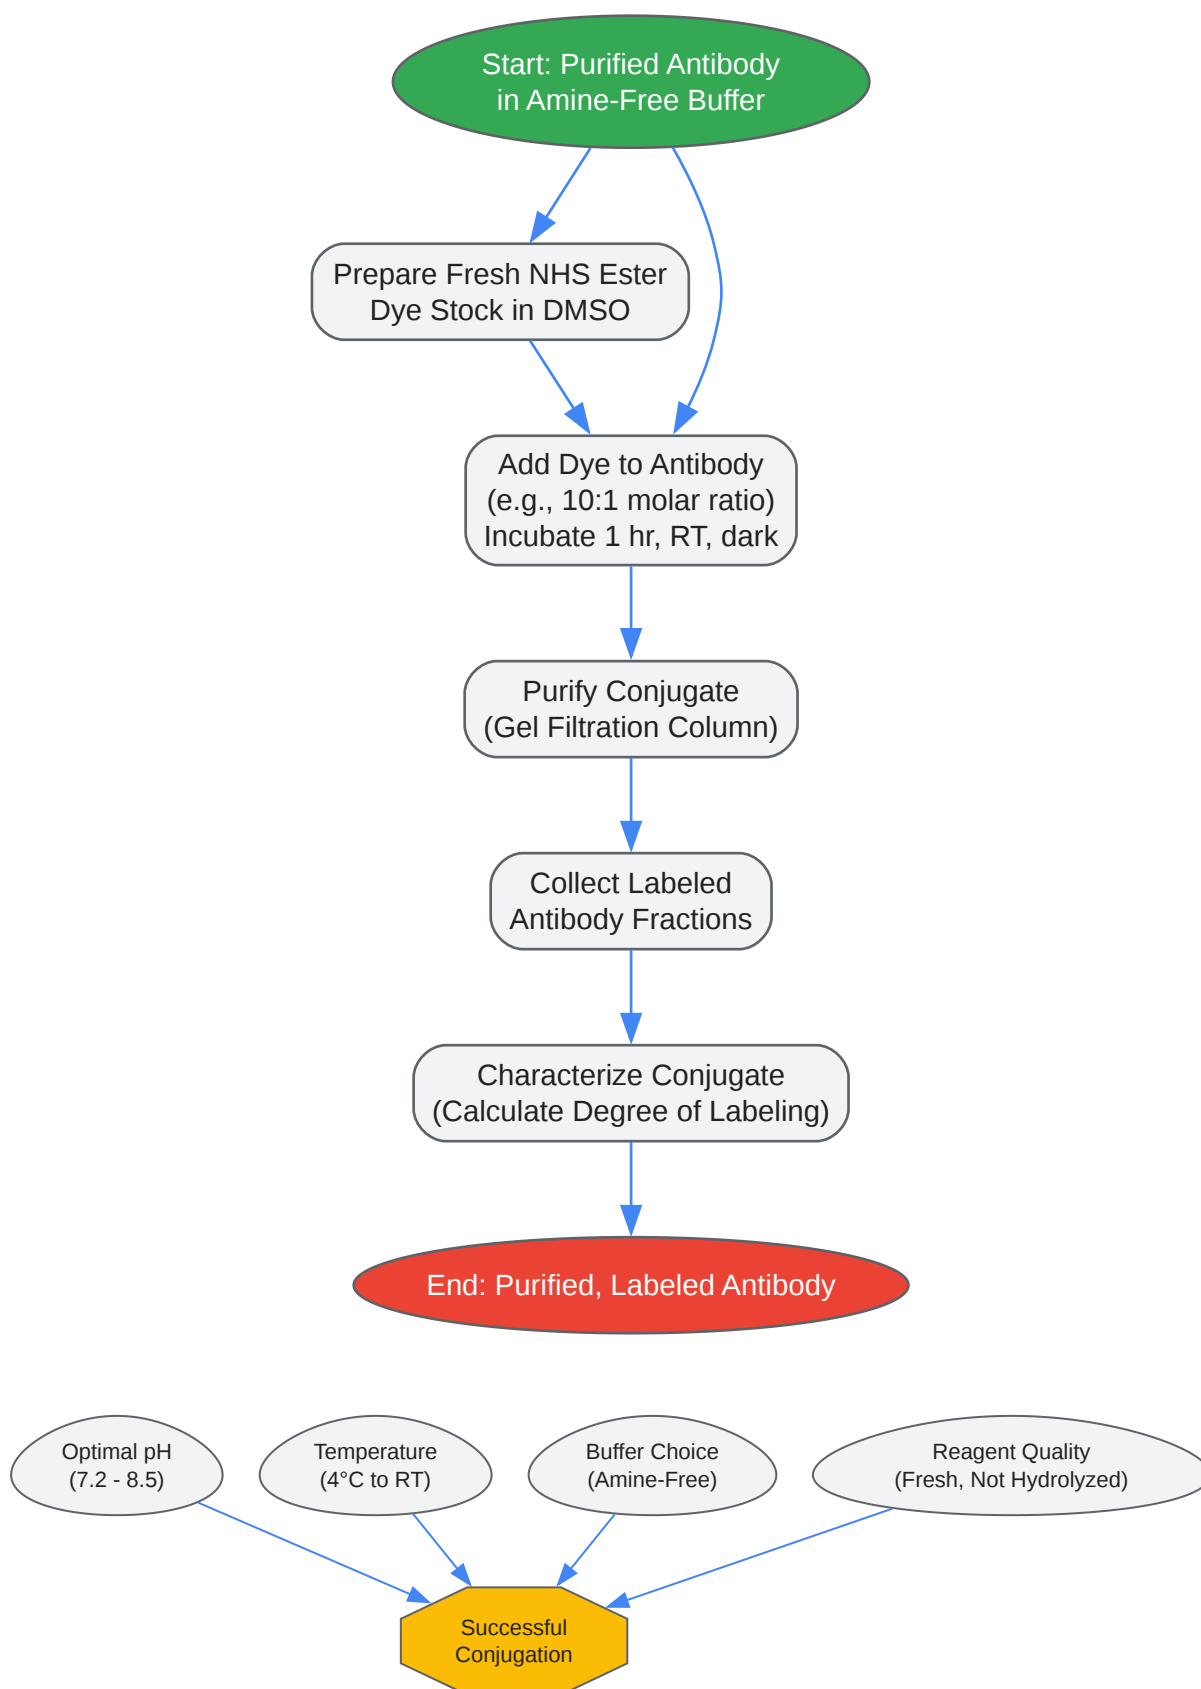 Start: Purified Antibody
in Amine-Free Buffer
Prepare Fresh NHS Ester
Dye Stock in DMSO
Add Dye to Antibody
(e.g., 10:1 molar ratio)
Incubate 1 hr, RT, dark
Purify Conjugate
(Gel Filtration Column)
Collect Labeled
Antibody Fractions
Characterize Conjugate
(Calculate Degree of Labeling)
End: Purified, Labeled Antibody
Optimal pH
(7.2 - 8.5)
Temperature
(4°C to RT)
Buffer Choice
(Amine-Free)
Reagent Quality
(Fresh, Not Hydrolyzed)
Successful
Conjugation